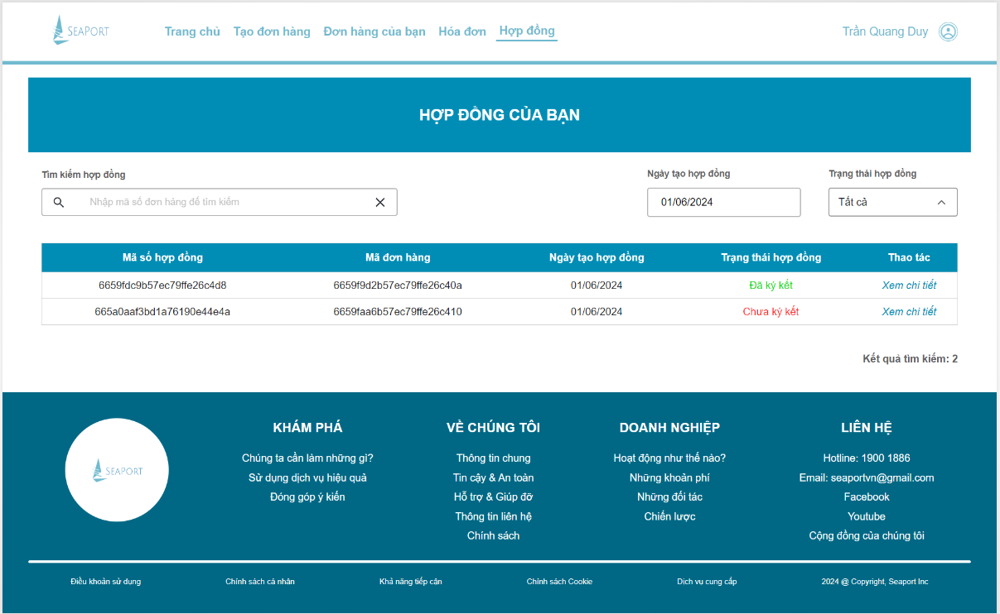 SEAPORT Trang chủ Tạo đơn hàng Đơn hàng của bạn Hóa đơn Hợp đồng Trần Quang Duy
HỢP ĐỒNG CỦA BẠN
Tìm kiếm hợp đồng Ngày tạo hợp đồng Trạng thái hợp đồng
Nhập mã số đơn hàng để tìm kiếm 01/06/2024 Tất cả
Mã số hợp đồng Mã đơn hàng Ngày tạo hợp đồng Trạng thái hợp đồng Thao tác
6659fdc9b57ec79ffe26c4d8 6659f9d2b57ec79ffe26c40a 01/06/2024 Đã ký kết Xem chi tiết
665a0aaf3bd1a76190e44e4a 6659faa6b57ec79ffe26c410 01/06/2024 Chưa ký kết Xem chi tiết
Kết quả tìm kiếm: 2
SEAPORT
KHÁM PHÁ
Chúng ta cần làm những gì?
Sử dụng dịch vụ hiệu quả
Đóng góp ý kiến
VỀ CHÚNG TÔI
Thông tin chung
Tin cậy & An toàn
Hỗ trợ & Giúp đỡ
Thông tin liên hệ
Chính sách
DOANH NGHIỆP
Hoạt động như thế nào?
Những khoản phí
Những đối tác
Chiến lược
LIÊN HỆ
Hotline: 1900 1886
Email: seaportvn@gmail.com
Facebook
Youtube
Cộng đồng của chúng tôi
Điều khoản sử dụng Chính sách cá nhân Khả năng tiếp cận Chính sách Cookie Dịch vụ cung cấp 2024 @ Copyright, Seaport Inc